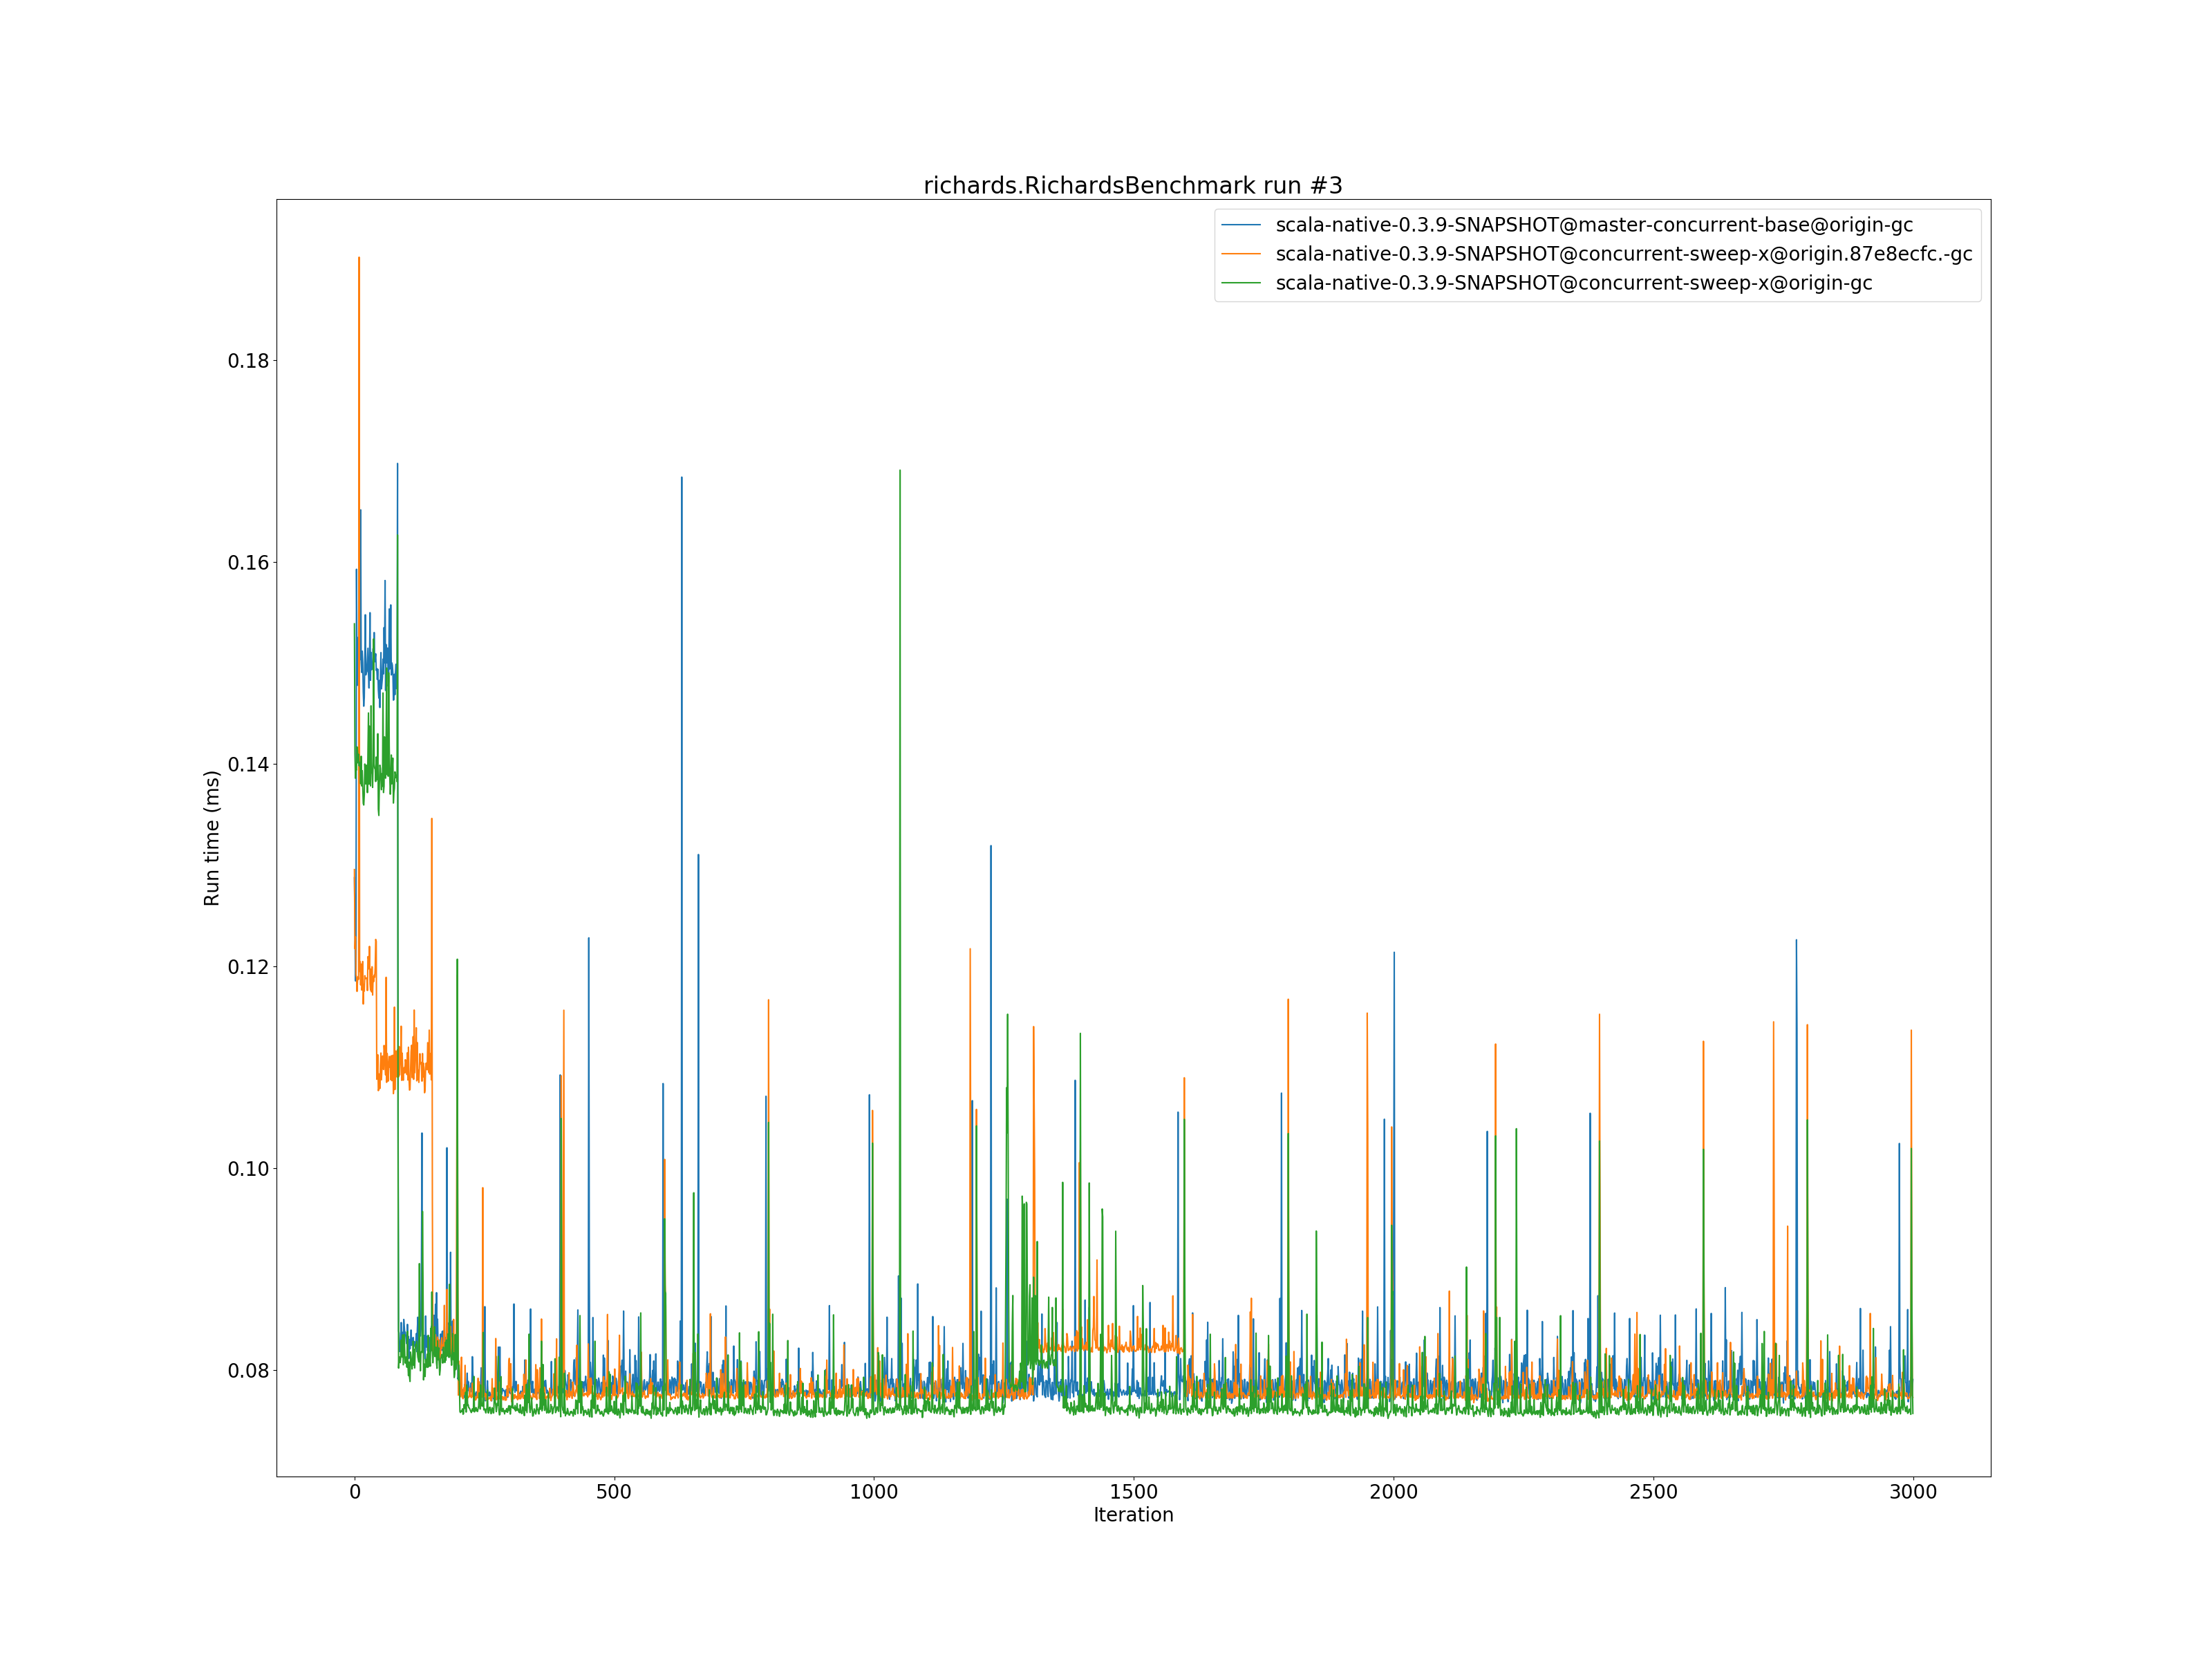 richards.RichardsBenchmark run #3
scala-native-0.3.9-SNAPSHOT@master-concurrent-base@origin-gc
scala-native-0.3.9-SNAPSHOT@concurrent-sweep-x@origin.87e8ecfc.-gc
scala-native-0.3.9-SNAPSHOT@concurrent-sweep-x@origin-gc
Run time (ms)
0.18
0.16
0.14
0.12
0.10
0.08
0 500 1000 1500 2000 2500 3000
Iteration